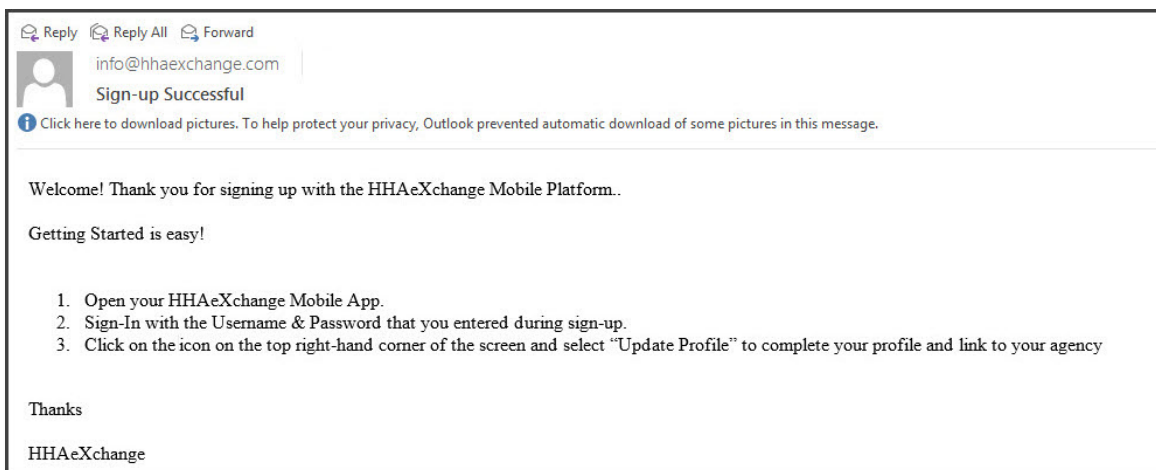 Reply Reply All Forward
info@hhaexchange.com
Sign-up Successful
Click here to download pictures. To help protect your privacy, Outlook prevented automatic download of some pictures in this message.
Welcome! Thank you for signing up with the HHAeXchange Mobile Platform..
Getting Started is easy!
1. Open your HHAeXchange Mobile App.
2. Sign-In with the Username & Password that you entered during sign-up.
3. Click on the icon on the top right-hand corner of the screen and select “Update Profile” to complete your profile and link to your agency
Thanks
HHAeXchange